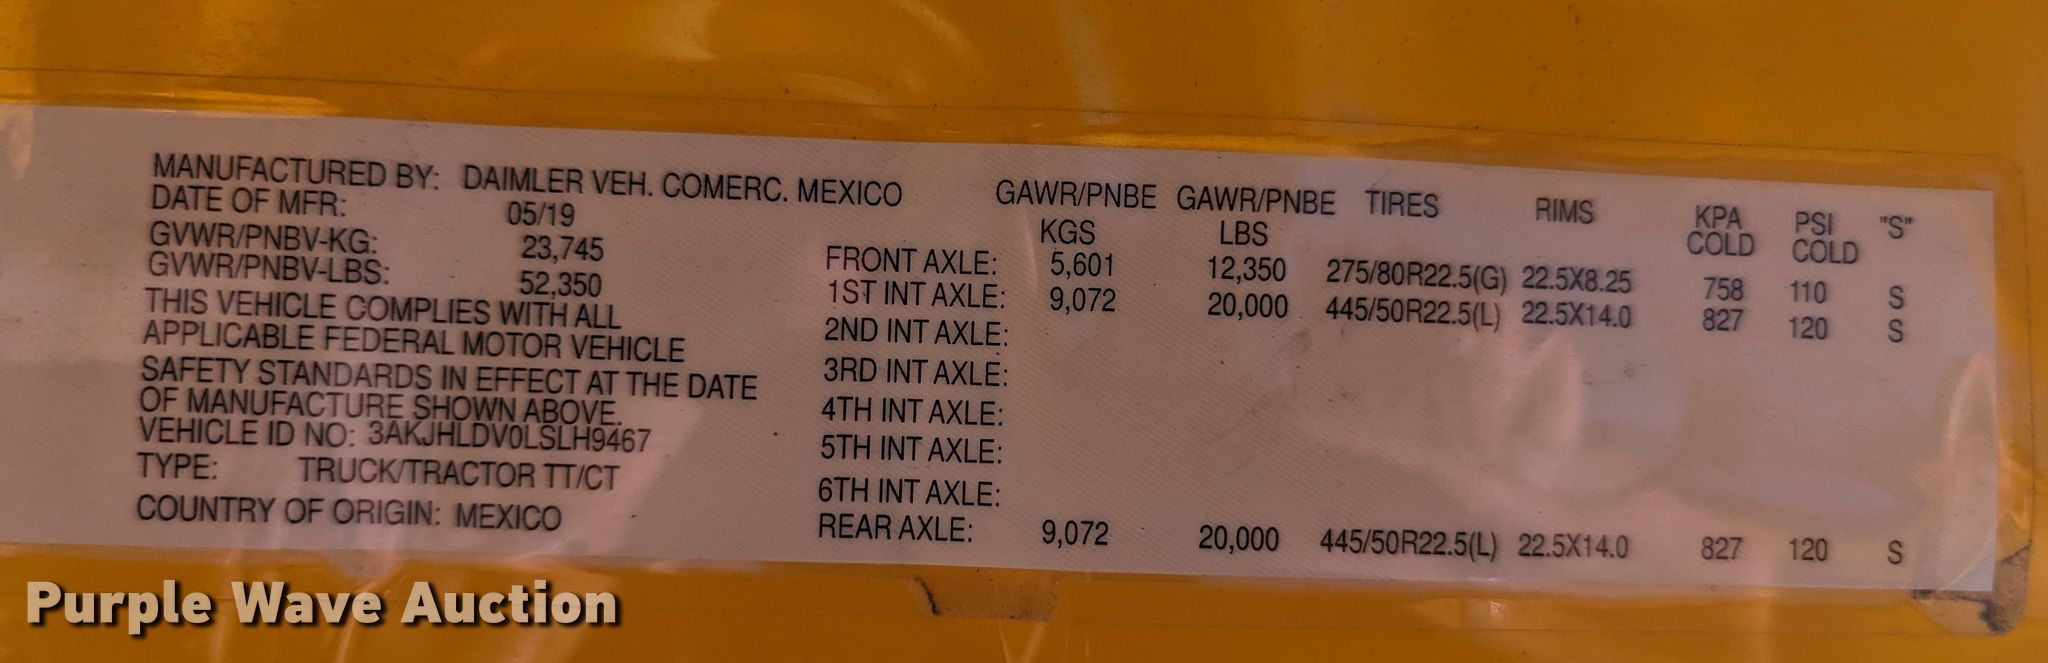 MANUFACTURED BY: DAIMLER VEH. COMERC. MEXICO
DATE OF MFR: 05/19
GVWR/PNBV-KG: 23,745
GVWR/PNBV-LBS: 52,350
THIS VEHICLE COMPLIES WITH ALL
APPLICABLE FEDERAL MOTOR VEHICLE
SAFETY STANDARDS IN EFFECT AT THE DATE
OF MANUFACTURE SHOWN ABOVE.
VEHICLE ID NO: 3AKJHLDV0LSLH9467
TYPE: TRUCK/TRACTOR TT/CT
COUNTRY OF ORIGIN: MEXICO
GAWR/PNBE GAWR/PNBE TIRES RIMS KPA PSI "S"
KGS LBS COLD COLD
FRONT AXLE: 5,601 12,350 275/80R22.5(G) 22.5X8.25 758 110 S
1ST INT AXLE: 9,072 20,000 445/50R22.5(L) 22.5X14.0 827 120 S
2ND INT AXLE:
3RD INT AXLE:
4TH INT AXLE:
5TH INT AXLE:
6TH INT AXLE:
REAR AXLE: 9,072 20,000 445/50R22.5(L) 22.5X14.0 827 120 S
Purple Wave Auction